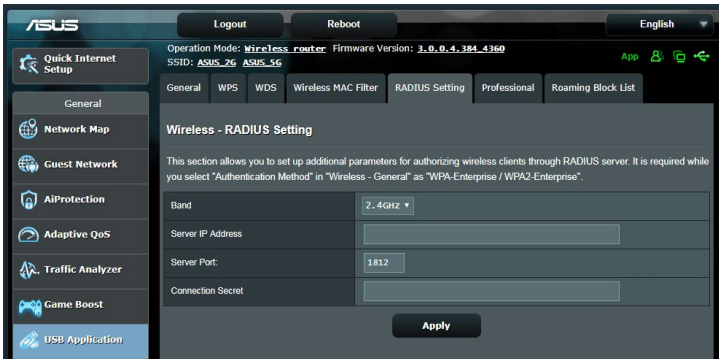 ASUS
Logout
Reboot
English
Quick Internet
Setup
Operation Mode: Wireless router Firmware Version: 3.0.0.4.384_4360
SSID: ASUS_2G ASUS_5G
App
General
WPS
WDS
Wireless MAC Filter
RADIUS Setting
Professional
Roaming Block List
General
Network Map
Guest Network
AiProtection
Adaptive QoS
Traffic Analyzer
Game Boost
USB Application
Wireless - RADIUS Setting
This section allows you to set up additional parameters for authorizing wireless clients through RADIUS server. It is required while
you select "Authentication Method" in "Wireless - General" as "WPA-Enterprise / WPA2-Enterprise".
Band
2.4GHz
Server IP Address
Server Port:
1812
Connection Secret
Apply